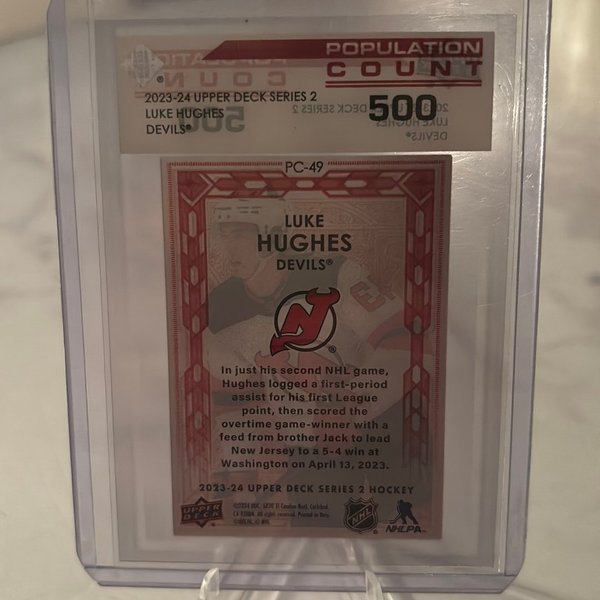 POPULATION
COUNT
500
2023-24 UPPER DECK SERIES 2
LUKE HUGHES
DEVILS®
PC-49
LUKE
HUGHES
DEVILS®
In just his second NHL game,
Hughes logged a first-period
assist for his first League
point, then scored the
overtime game-winner with a
feed from brother Jack to lead
New Jersey to a 5-4 win at
Washington on April 13, 2023.
2023-24 UPPER DECK SERIES 2 HOCKEY
UPPER
DECK
NHL
NHLPA